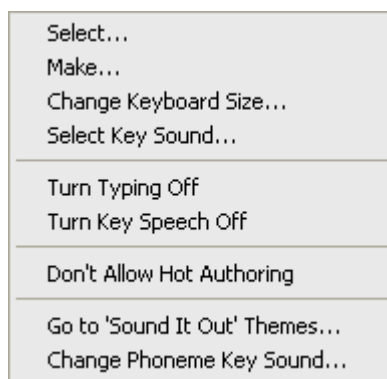 Select...
Make...
Change Keyboard Size...
Select Key Sound...
Turn Typing Off
Turn Key Speech Off
Don't Allow Hot Authoring
Go to 'Sound It Out' Themes...
Change Phoneme Key Sound...